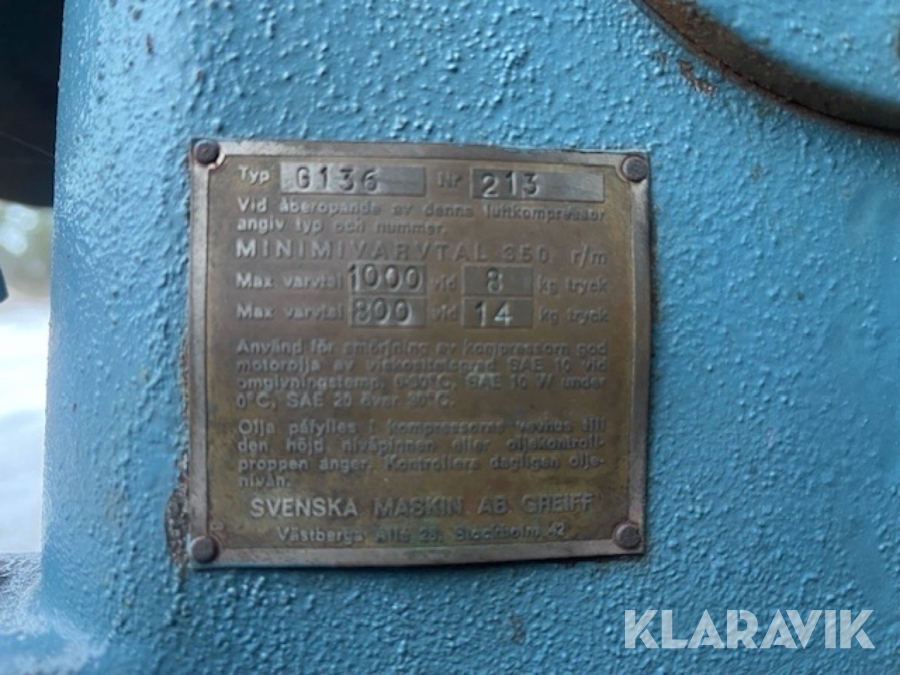 Typ G136 Nr 213
Vid åberopande av denna luftkompressor
angiv typ och nummer.
MINIMIVARVTAL 350 r/m
Max varvtal 1000 vid 8 kg tryck
Max varvtal 800 vid 14 kg tryck
Använd för smörjning av kompressorn god
motorolja av viskositetsgrad SAE 10 vid
omgivningstemp. 0-30°C, SAE 10 W under
0°C, SAE 20 över 30°C.
Olja påfylles i kompressorns vevhus till
den höjd nivåpinnen eller oljekontroll-
proppen anger. Kontrollera dagligen olje-
nivån.
SVENSKA MASKIN AB GREIFF
Västberga Allé 28, Stockholm 42
KLARAVIK